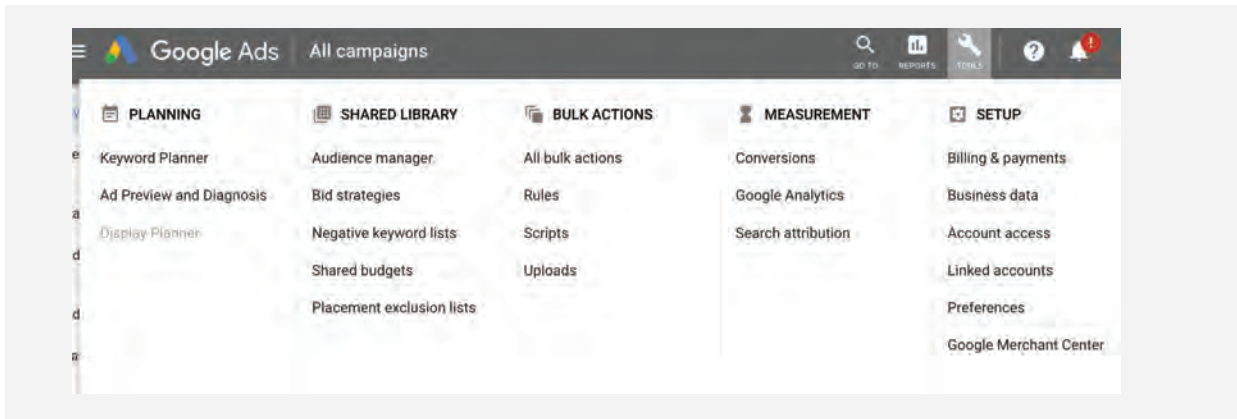 Google Ads All campaigns
GO TO REPORTS TOOLS
PLANNING
Keyword Planner
Ad Preview and Diagnosis
Display Planner
SHARED LIBRARY
Audience manager
Bid strategies
Negative keyword lists
Shared budgets
Placement exclusion lists
BULK ACTIONS
All bulk actions
Rules
Scripts
Uploads
MEASUREMENT
Conversions
Google Analytics
Search attribution
SETUP
Billing & payments
Business data
Account access
Linked accounts
Preferences
Google Merchant Center